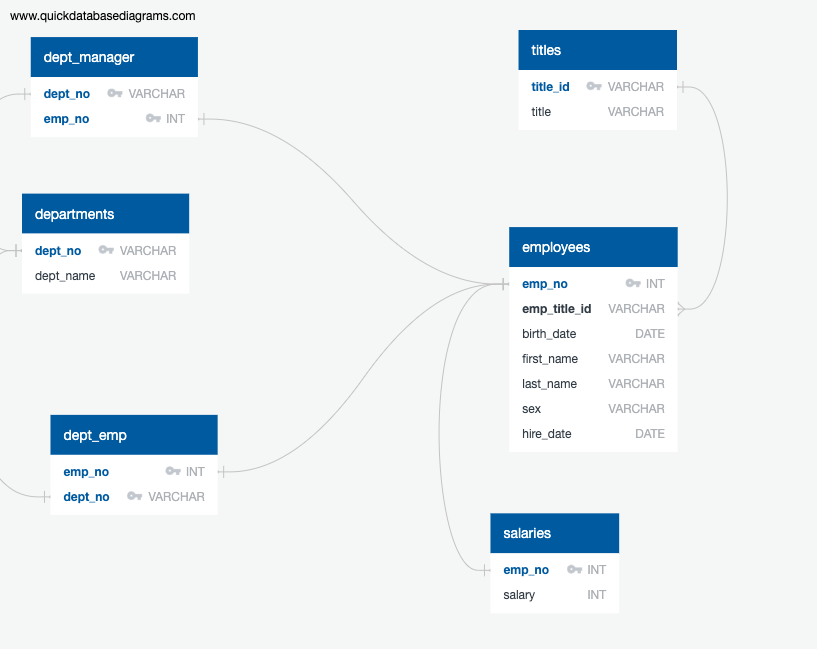 www.quickdatabasediagrams.com
dept_manager
dept_no VARCHAR
emp_no INT
titles
title_id VARCHAR
title VARCHAR
departments
dept_no VARCHAR
dept_name VARCHAR
employees
emp_no INT
emp_title_id VARCHAR
birth_date DATE
first_name VARCHAR
last_name VARCHAR
sex VARCHAR
hire_date DATE
dept_emp
emp_no INT
dept_no VARCHAR
salaries
emp_no INT
salary INT